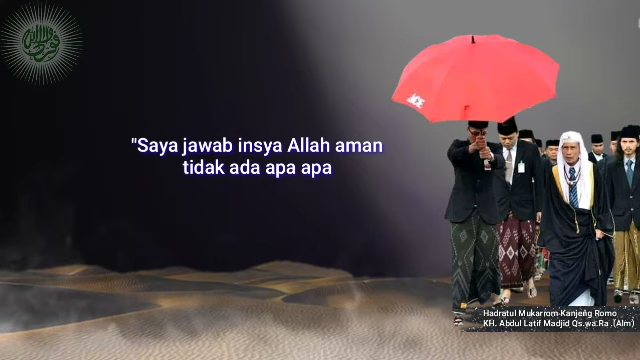 "Saya jawab insya Allah aman
tidak ada apa apa
ACE
Hadratul Mukarrom Kanjeng Romo
KH. Abdul Latif Madjid Qs.wa.Ra .(Alm)